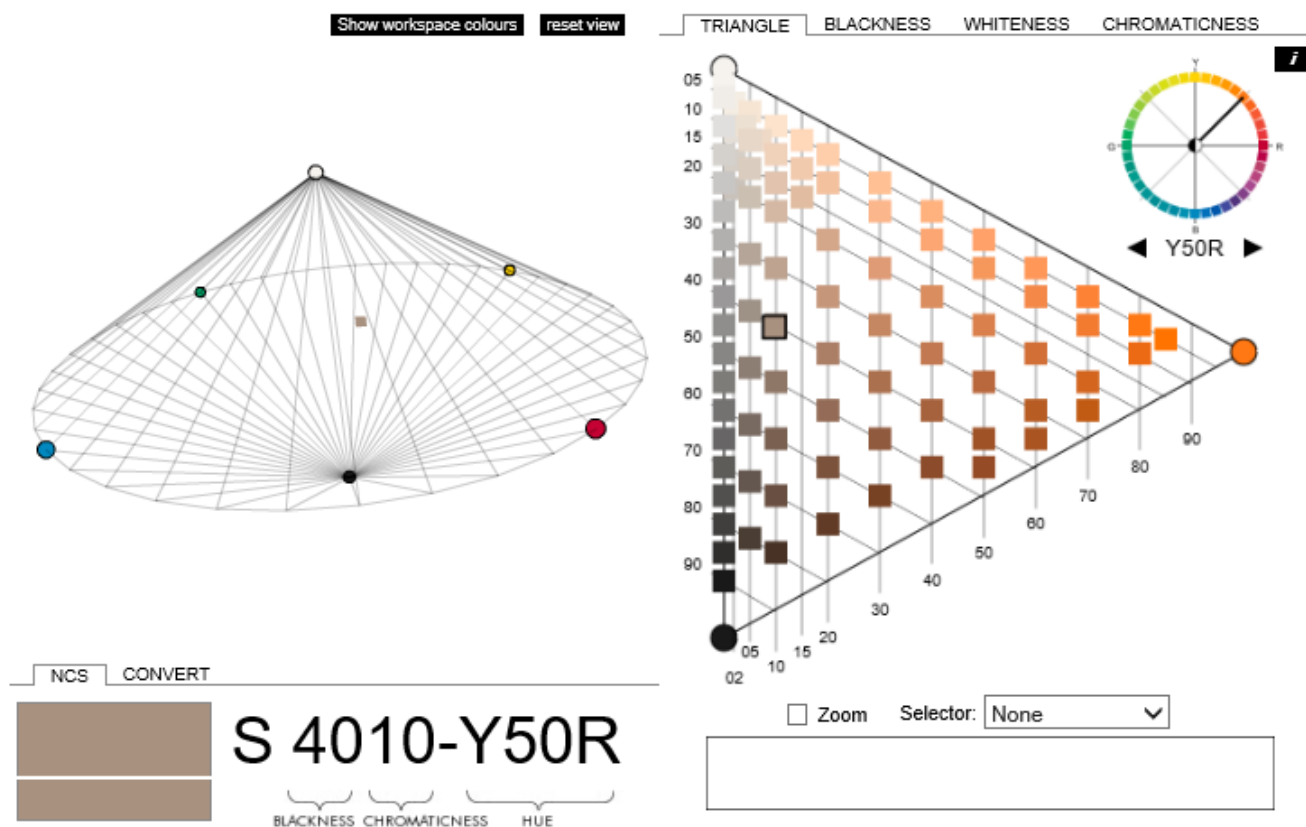 Show workspace colours
reset view
TRIANGLE BLACKNESS WHITENESS CHROMATICNESS
i
05
10
15
20
30
40
50
60
70
80
90
Y
G
R
B
Y50R
90
80
70
60
50
40
30
20
15
10
05
02
NCS CONVERT
S 4010-Y50R
BLACKNESS CHROMATICNESS HUE
Zoom Selector: None